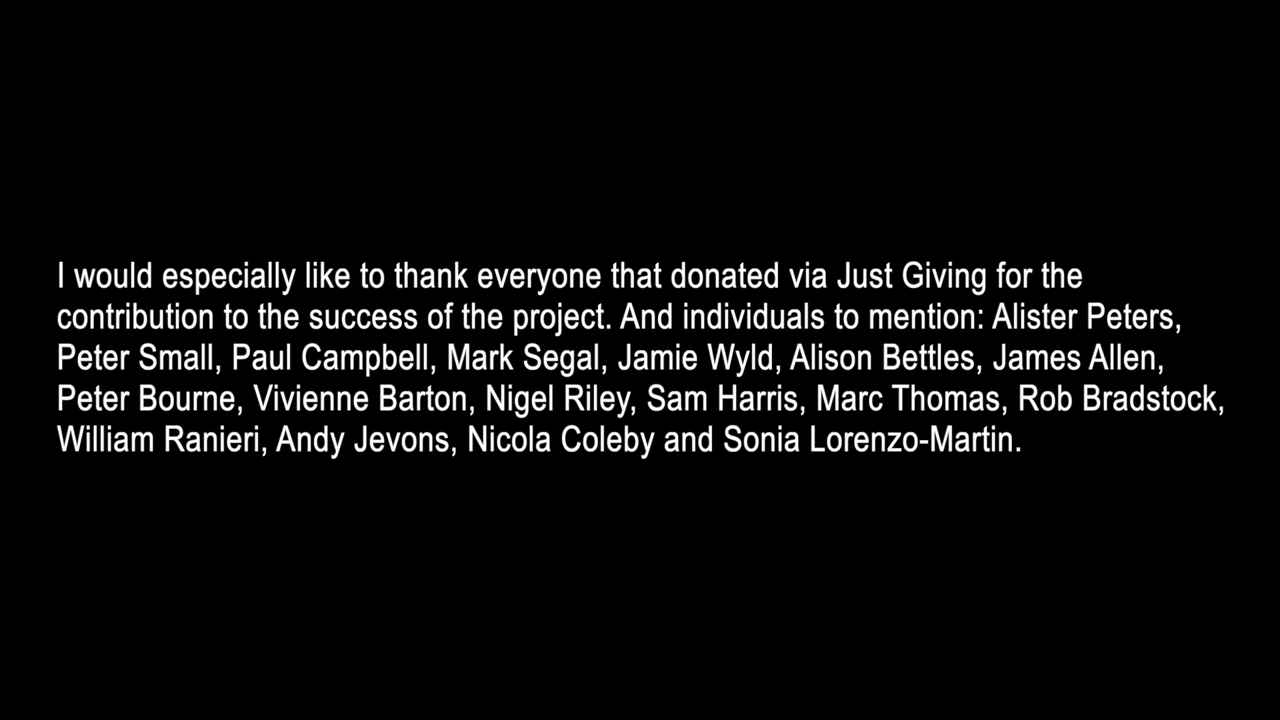 I would especially like to thank everyone that donated via Just Giving for the
contribution to the success of the project. And individuals to mention: Alister Peters,
Peter Small, Paul Campbell, Mark Segal, Jamie Wyld, Alison Bettles, James Allen,
Peter Bourne, Vivienne Barton, Nigel Riley, Sam Harris, Marc Thomas, Rob Bradstock,
William Ranieri, Andy Jevons, Nicola Coleby and Sonia Lorenzo-Martin.